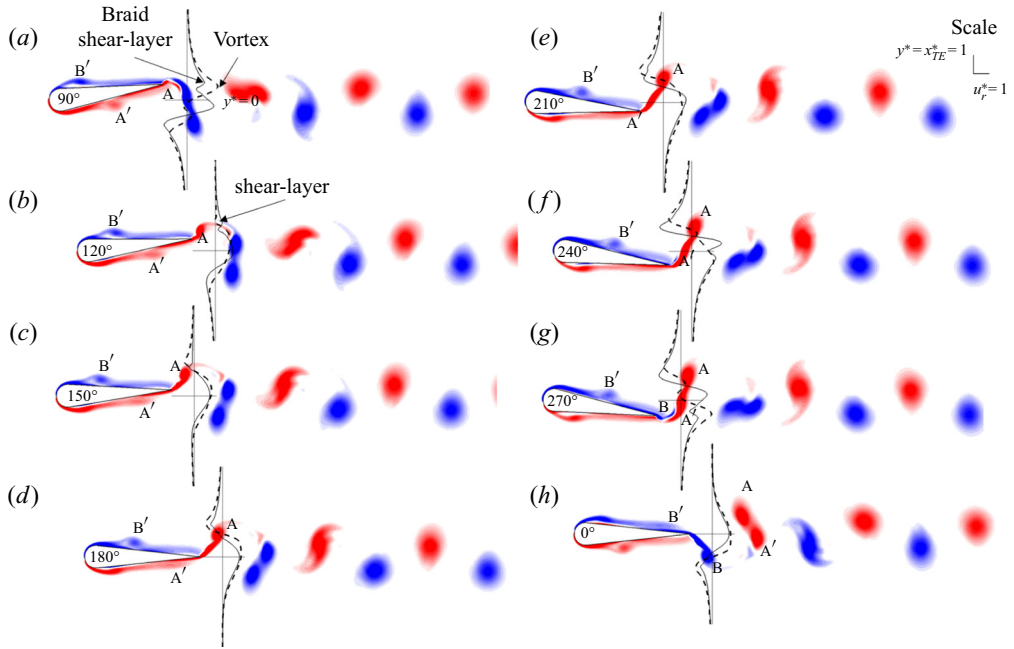 Braid
shear-layer
Vortex
(a)
B′
90°
A
A′
y* = 0
(b)
shear-layer
B′
120°
A
A′
(c)
B′
150°
A
A′
(d)
B′
180°
A
A′
(e)
B′
210°
A
A′
Scale
y* = x*TE = 1
u*r = 1
(f)
B′
240°
A
A′
(g)
B′
270°
B
A
A′
(h)
B′
0°
A
A′
B